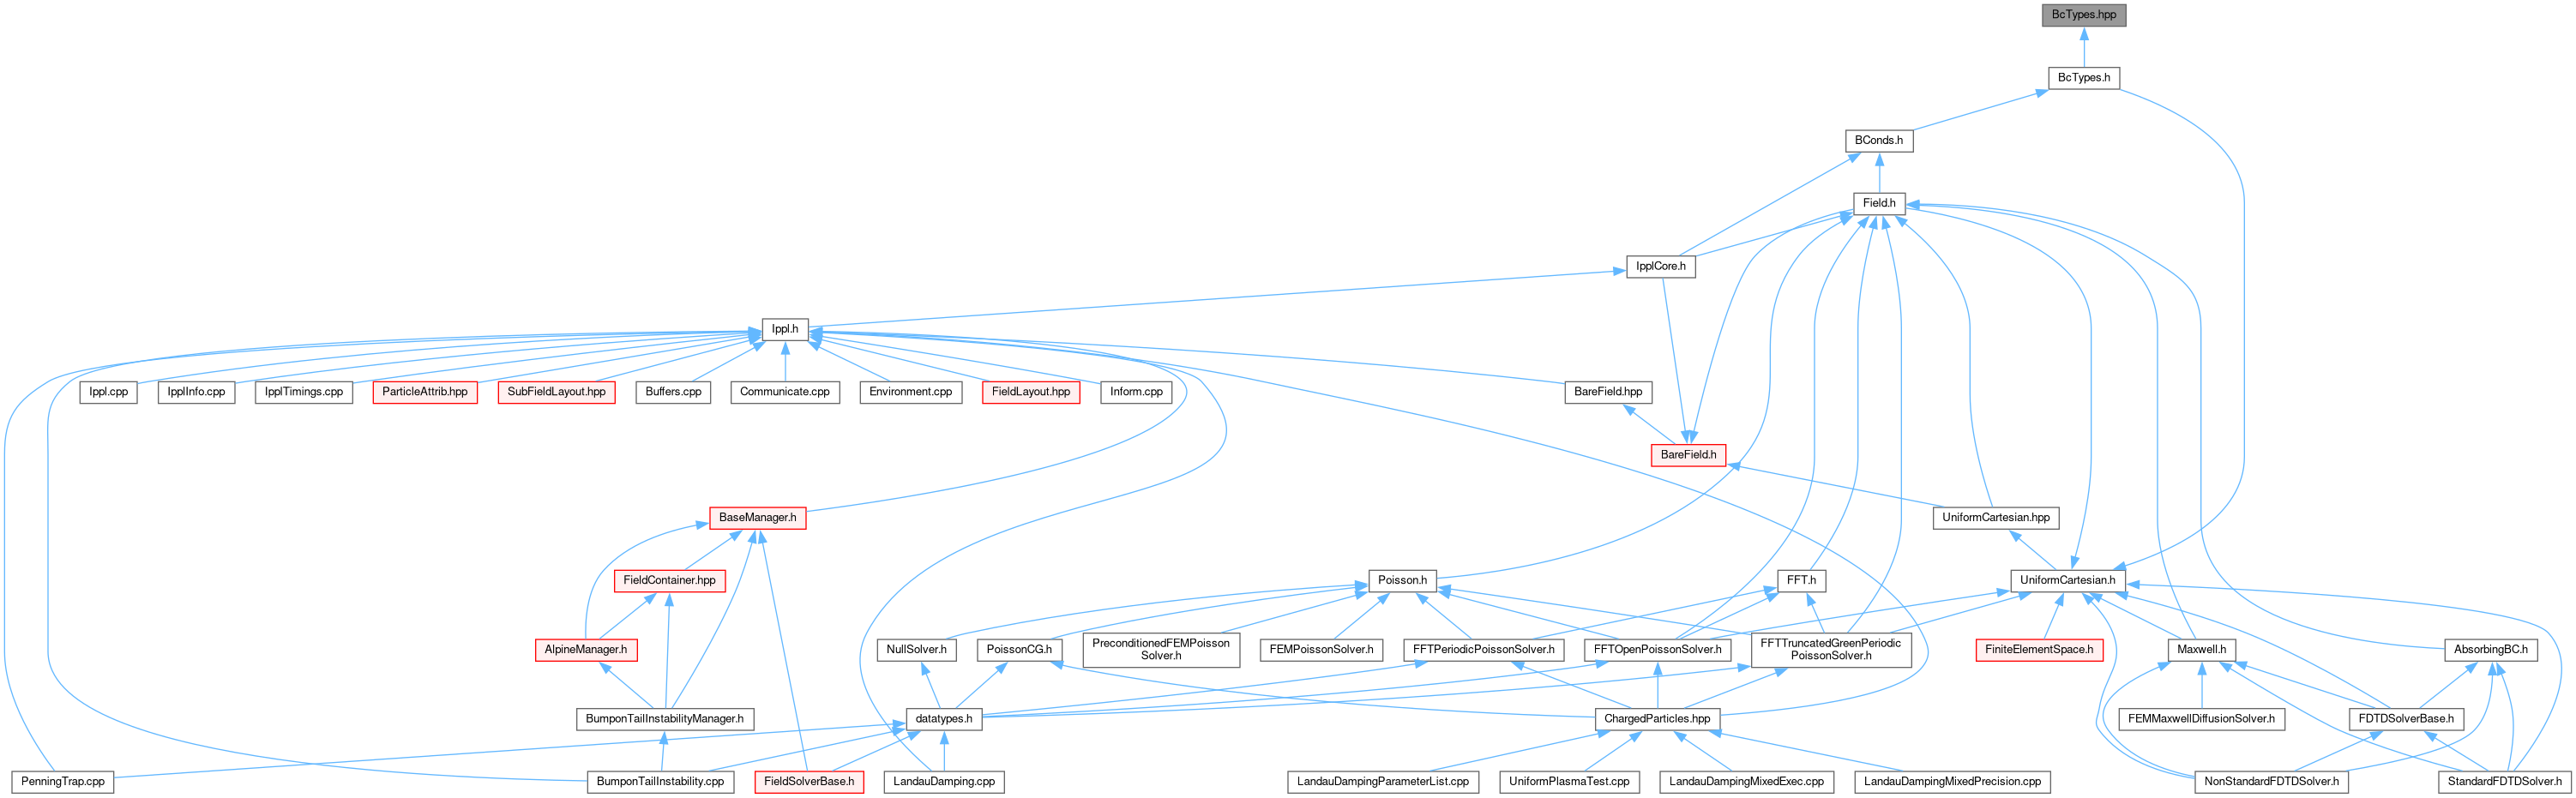 BcTypes.hpp
BcTypes.h
BConds.h
Field.h
IpplCore.h
Ippl.h
Ippl.cpp
IpplInfo.cpp
IpplTimings.cpp
ParticleAttrib.hpp
SubFieldLayout.hpp
Buffers.cpp
Communicate.cpp
Environment.cpp
FieldLayout.hpp
Inform.cpp
BareField.hpp
BareField.h
BaseManager.h
UniformCartesian.hpp
FieldContainer.hpp
Poisson.h
FFT.h
UniformCartesian.h
AlpineManager.h
NullSolver.h
PoissonCG.h
PreconditionedFEMPoisson
Solver.h
FEMPoissonSolver.h
FFTPeriodicPoissonSolver.h
FFTOpenPoissonSolver.h
FFTTruncatedGreenPeriodic
PoissonSolver.h
FiniteElementSpace.h
Maxwell.h
AbsorbingBC.h
BumponTailInstabilityManager.h
datatypes.h
ChargedParticles.hpp
FEMMaxwellDiffusionSolver.h
FDTDSolverBase.h
PenningTrap.cpp
BumponTailInstability.cpp
FieldSolverBase.h
LandauDamping.cpp
LandauDampingParameterList.cpp
UniformPlasmaTest.cpp
LandauDampingMixedExec.cpp
LandauDampingMixedPrecision.cpp
NonStandardFDTDSolver.h
StandardFDTDSolver.h